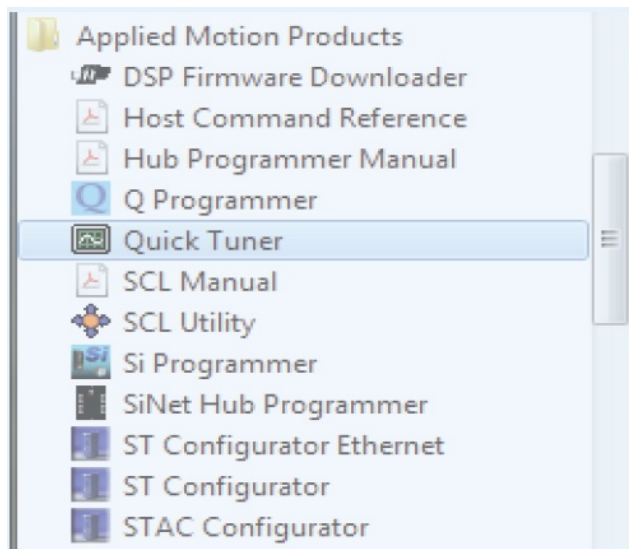 Applied Motion Products
DSP Firmware Downloader
Host Command Reference
Hub Programmer Manual
Q Programmer
Quick Tuner
SCL Manual
SCL Utility
Si Programmer
SiNet Hub Programmer
ST Configurator Ethernet
ST Configurator
STAC Configurator